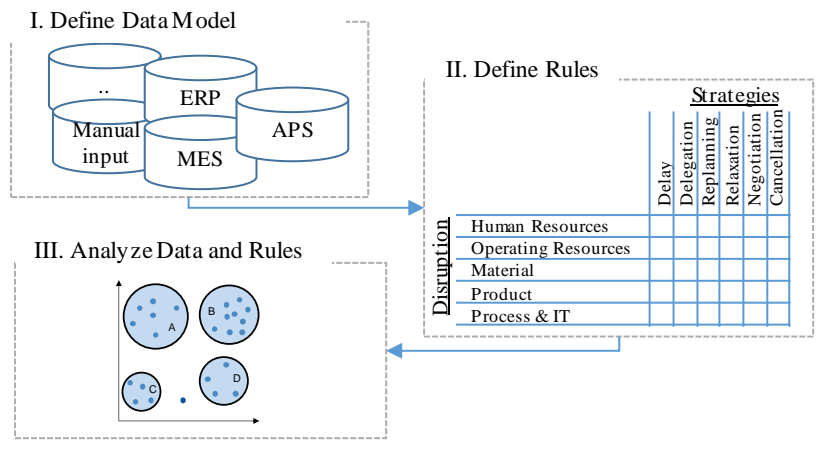 I. Define Data Model
..
ERP
APS
Manual
input
MES
II. Define Rules
Strategies
Delay
Delegation
Replanning
Relaxation
Negotiation
Cancellation
Disruption
Human Resources
Operating Resources
Material
Product
Process & IT
III. Analyze Data and Rules
A
B
C
D